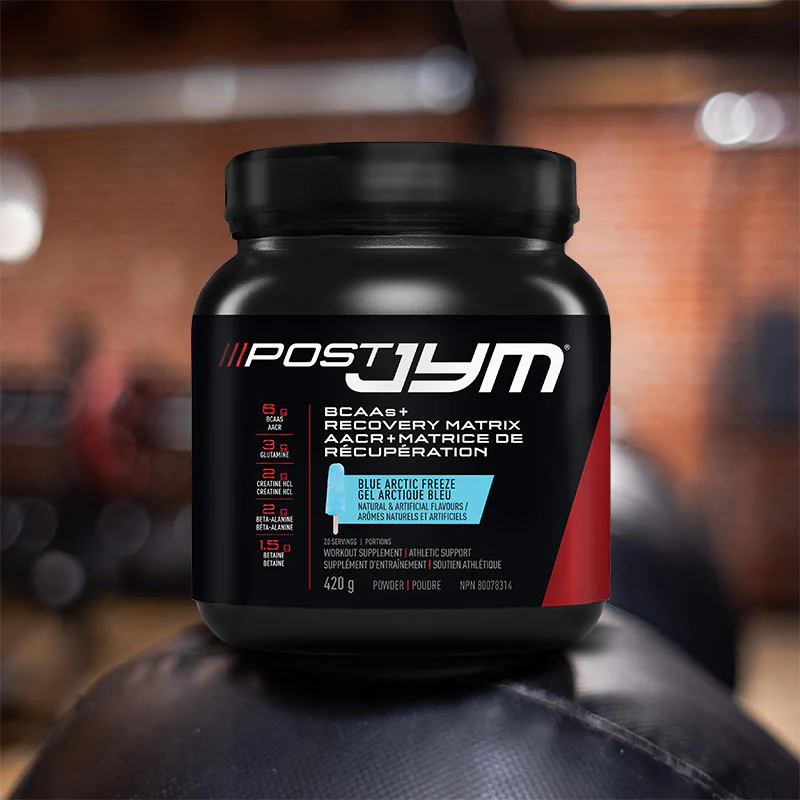 ///POST JYM®
6 g
BCAAS
AACR
3 g
GLUTAMINE
2 g
CREATINE HCL
CRÉATINE HCL
2 g
BETA-ALANINE
BÊTA-ALANINE
1.5 g
BETAINE
BÉTAÏNE
BCAAs+
RECOVERY MATRIX
AACR+MATRICE DE
RÉCUPÉRATION
BLUE ARCTIC FREEZE
GEL ARCTIQUE BLEU
NATURAL & ARTIFICIAL FLAVOURS /
ARÔMES NATURELS ET ARTIFICIELS
20 SERVINGS | PORTIONS
WORKOUT SUPPLEMENT | ATHLETIC SUPPORT
SUPPLÉMENT D'ENTRAÎNEMENT | SOUTIEN ATHLÉTIQUE
420 g POWDER | POUDRE NPN 80078314